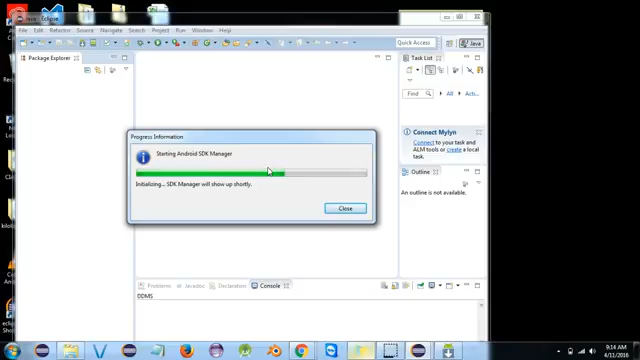 Java - Eclipse
File Edit Refactor Source Navigate Search Project Run Window Help
Quick Access
Java
Package Explorer
Task List
Find
All
Acti...
Progress Information
Starting Android SDK Manager
Initializing... SDK Manager will show up shortly.
Close
Connect Mylyn
Connect to your task and
ALM tools or create a local
task.
Outline
An outline is not available.
Problems
Javadoc
Declaration
Console
DDMS
9:14 AM
4/11/2016